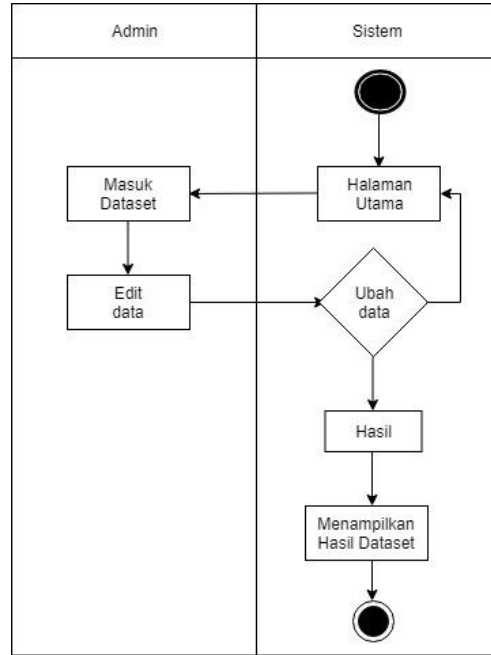 Admin
Sistem
Masuk
Dataset
Halaman
Utama
Edit
data
Ubah
data
Hasil
Menampilkan
Hasil Dataset